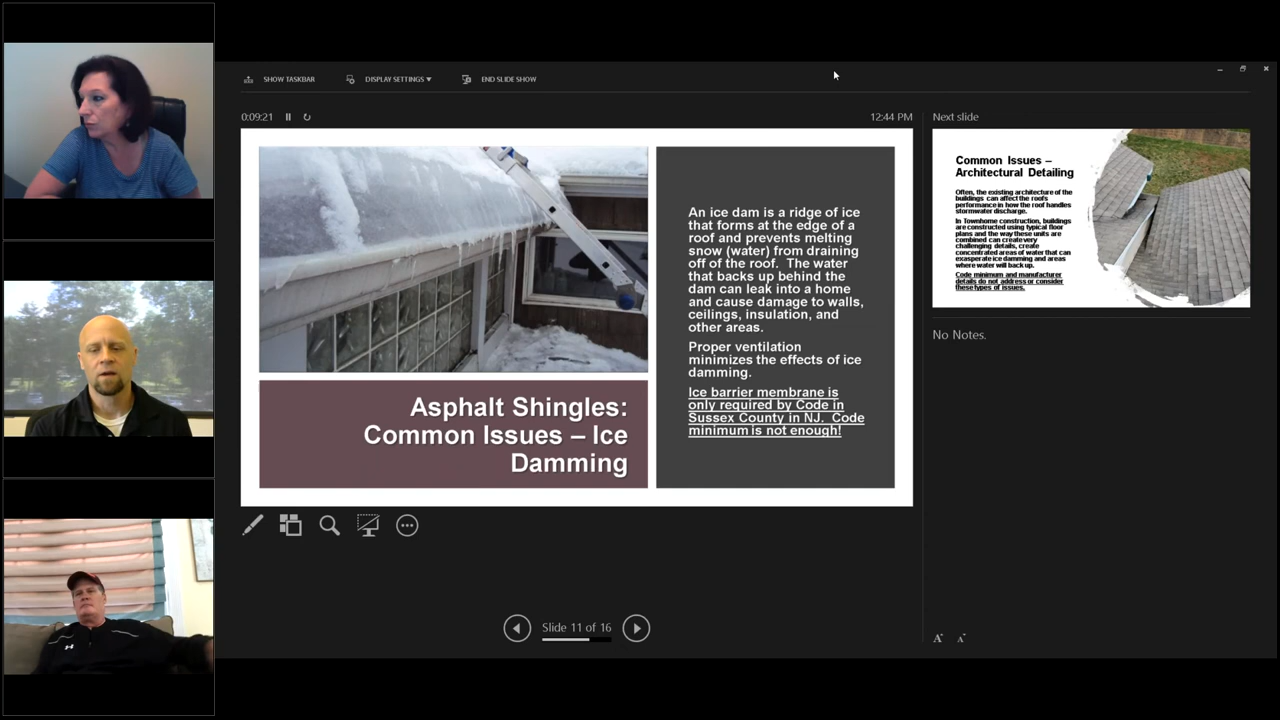 SHOW TASKBAR
DISPLAY SETTINGS ▼
END SLIDE SHOW
0:09:21
12:44 PM
Asphalt Shingles:
Common Issues – Ice
Damming
An ice dam is a ridge of ice
that forms at the edge of a
roof and prevents melting
snow (water) from draining
off of the roof. The water
that backs up behind the
dam can leak into a home
and cause damage to walls,
ceilings, insulation, and
other areas.
Proper ventilation
minimizes the effects of ice
damming.
Ice barrier membrane is
only required by Code in
Sussex County in NJ. Code
minimum is not enough!
Slide 11 of 16
Next slide
Common Issues –
Architectural Detailing
Often, the existing architecture of the
buildings can affect the roofs
performance in how the roof handles
stormwater discharge.
In Townhome construction, buildings
are constructed using typical floor
plans and the way these units are
combined can create very
challenging details, create
concentrated areas of water that can
exasperate ice damming and areas
where water will back up.
Code minimum and manufacturer
details do not address or consider
these types of issues.
No Notes.
A
A